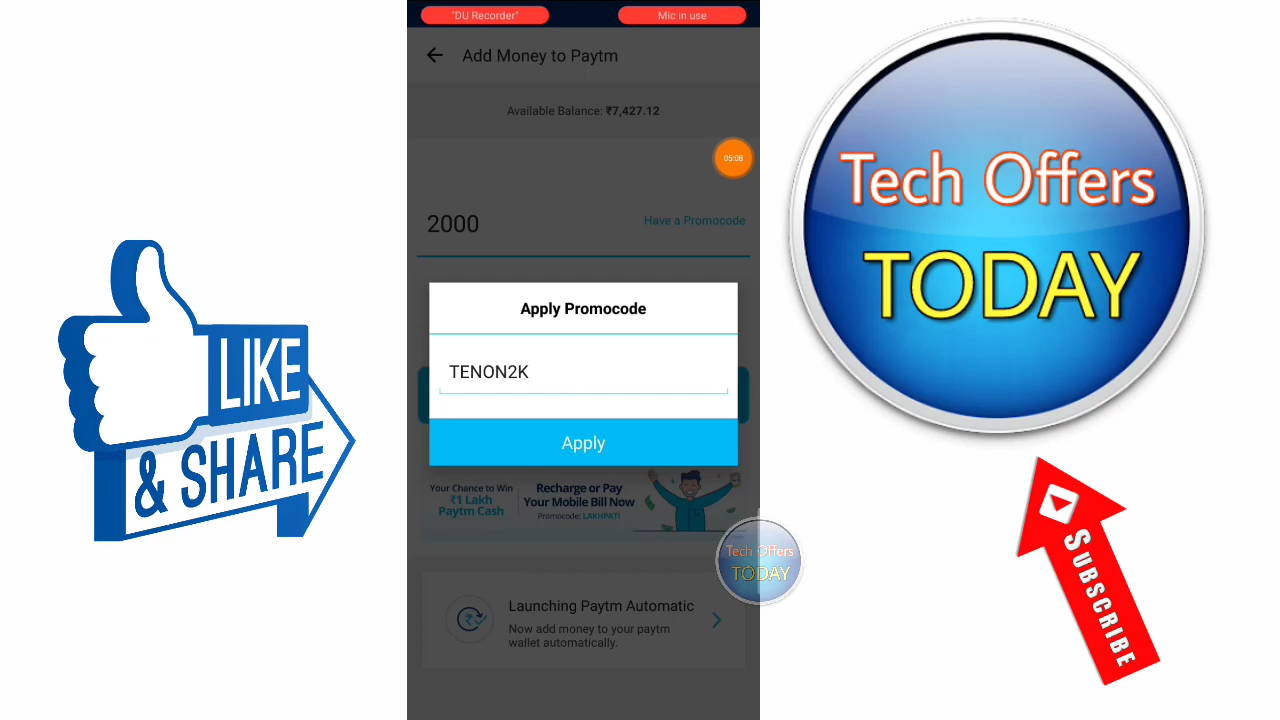 "DU Recorder"
Mic in use
Add Money to Paytm
Available Balance: ₹7,427.12
05:08
2000
Have a Promocode
Apply Promocode
TENON2K
Apply
Your Chance to Win
₹1 Lakh
Paytm Cash
Recharge or Pay
Your Mobile Bill Now
Promocode: LAKHPATI
Launching Paytm Automatic
Now add money to your paytm
wallet automatically.
Tech Offers
TODAY
LIKE
& SHARE
Tech Offers
TODAY
SUBSCRIBE